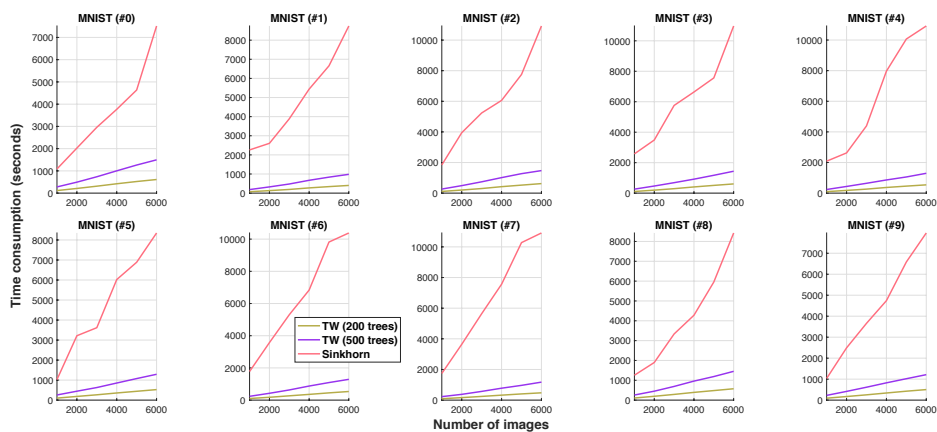 MNIST (#0)
MNIST (#1)
MNIST (#2)
MNIST (#3)
MNIST (#4)
7000
6000
5000
4000
3000
2000
1000
0
2000 4000 6000
8000
7000
6000
5000
4000
3000
2000
1000
0
2000 4000 6000
10000
8000
6000
4000
2000
0
2000 4000 6000
10000
8000
6000
4000
2000
0
2000 4000 6000
10000
8000
6000
4000
2000
0
2000 4000 6000
Time consumption (seconds)
MNIST (#5)
MNIST (#6)
MNIST (#7)
MNIST (#8)
MNIST (#9)
8000
7000
6000
5000
4000
3000
2000
1000
0
2000 4000 6000
10000
8000
6000
4000
2000
0
2000 4000 6000
TW (200 trees)
TW (500 trees)
Sinkhorn
10000
8000
6000
4000
2000
0
2000 4000 6000
8000
7000
6000
5000
4000
3000
2000
1000
0
2000 4000 6000
7000
6000
5000
4000
3000
2000
1000
0
2000 4000 6000
Number of images